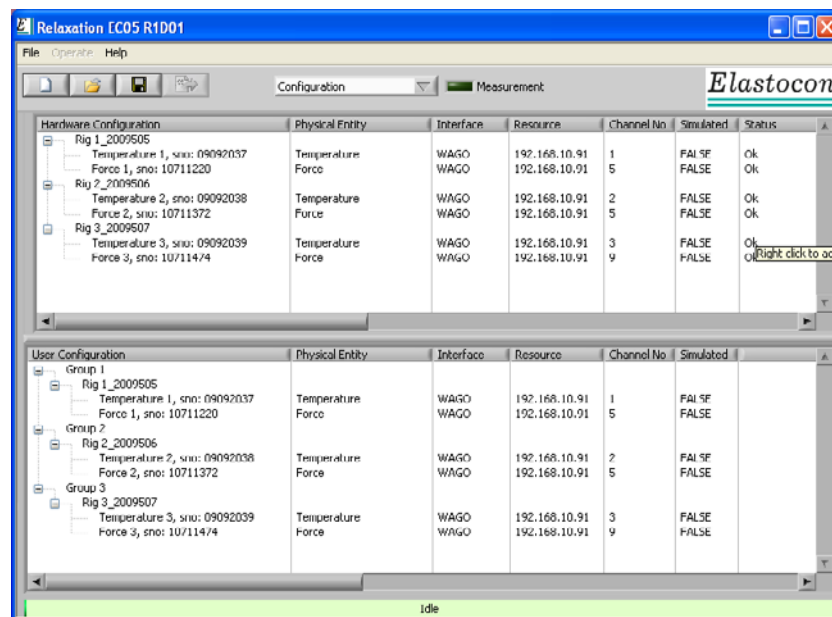 Relaxation EC05 R1D01
File Operate Help
Configuration Measurement Elastocon
Hardware Configuration Physical Entity Interface Resource Channel No Simulated Status
Rig 1_2009505
Temperature 1, sno: 09092037 Temperature WAGO 192.168.10.91 1 FALSE Ok
Force 1, sno: 10711220 Force WAGO 192.168.10.91 5 FALSE Ok
Rig 2_2009506
Temperature 2, sno: 09092038 Temperature WAGO 192.168.10.91 2 FALSE Ok
Force 2, sno: 10711372 Force WAGO 192.168.10.91 5 FALSE Ok
Rig 3_2009507
Temperature 3, sno: 09092039 Temperature WAGO 192.168.10.91 3 FALSE Ok
Force 3, sno: 10711474 Force WAGO 192.168.10.91 9 FALSE Ok
Right click to ac
User Configuration Physical Entity Interface Resource Channel No Simulated
Group 1
Rig 1_2009505
Temperature 1, sno: 09092037 Temperature WAGO 192.168.10.91 1 FALSE
Force 1, sno: 10711220 Force WAGO 192.168.10.91 5 FALSE
Group 2
Rig 2_2009506
Temperature 2, sno: 09092038 Temperature WAGO 192.168.10.91 2 FALSE
Force 2, sno: 10711372 Force WAGO 192.168.10.91 5 FALSE
Group 3
Rig 3_2009507
Temperature 3, sno: 09092039 Temperature WAGO 192.168.10.91 3 FALSE
Force 3, sno: 10711474 Force WAGO 192.168.10.91 9 FALSE
Idle